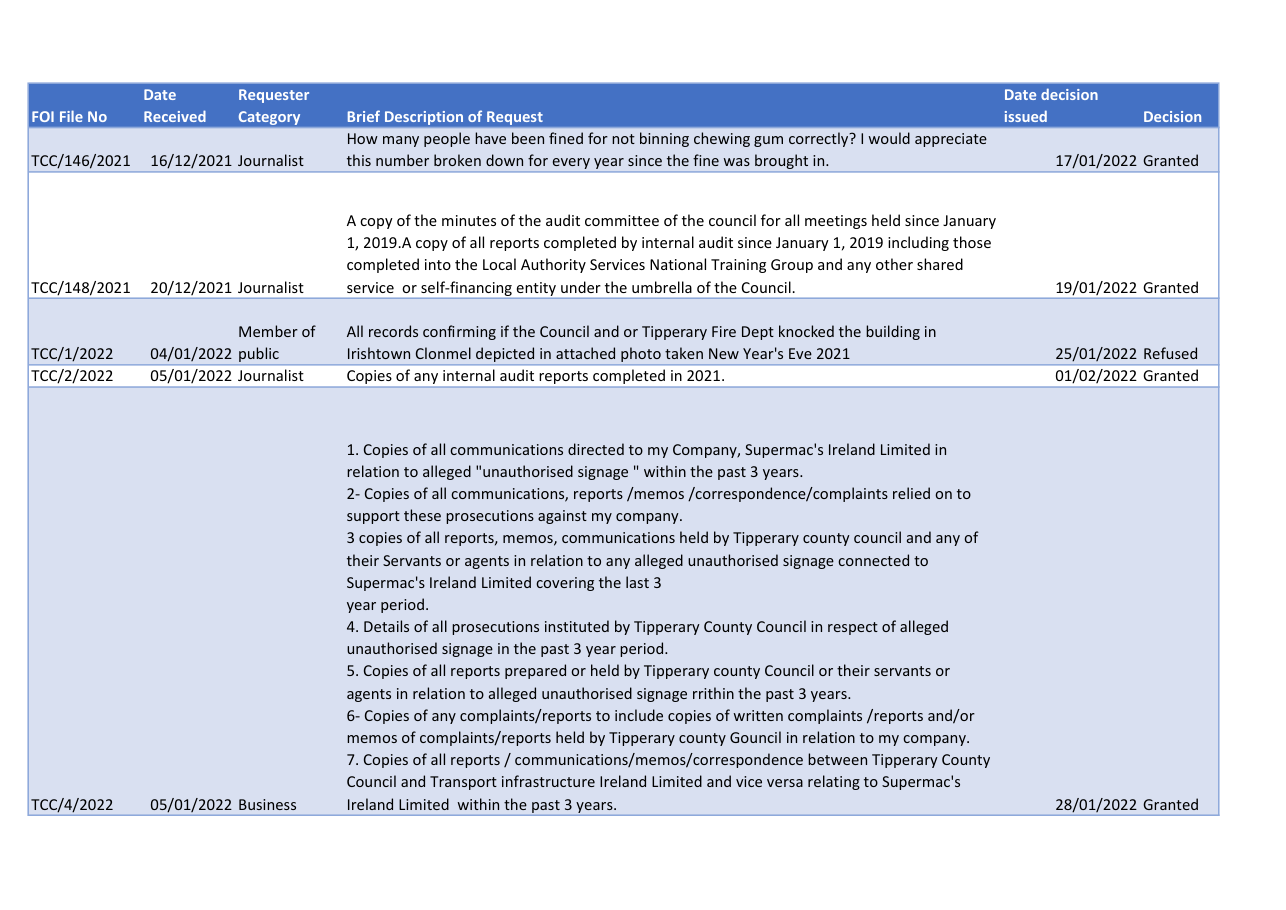 FOI File No Date Received Requester Category Brief Description of Request Date decision issued Decision
How many people have been fined for not binning chewing gum correctly? I would appreciate
TCC/146/2021 16/12/2021 Journalist this number broken down for every year since the fine was brought in. 17/01/2022 Granted
A copy of the minutes of the audit committee of the council for all meetings held since January
1, 2019.A copy of all reports completed by internal audit since January 1, 2019 including those
completed into the Local Authority Services National Training Group and any other shared
TCC/148/2021 20/12/2021 Journalist service  or self-financing entity under the umbrella of the Council. 19/01/2022 Granted
Member of All records confirming if the Council and or Tipperary Fire Dept knocked the building in
TCC/1/2022 04/01/2022 public Irishtown Clonmel depicted in attached photo taken New Year's Eve 2021 25/01/2022 Refused
TCC/2/2022 05/01/2022 Journalist Copies of any internal audit reports completed in 2021. 01/02/2022 Granted
1. Copies of all communications directed to my Company, Supermac's Ireland Limited in
relation to alleged "unauthorised signage " within the past 3 years.
2- Copies of all communications, reports /memos /correspondence/complaints relied on to
support these prosecutions against my company.
3 copies of all reports, memos, communications held by Tipperary county council and any of
their Servants or agents in relation to any alleged unauthorised signage connected to
Supermac's Ireland Limited covering the last 3
year period.
4. Details of all prosecutions instituted by Tipperary County Council in respect of alleged
unauthorised signage in the past 3 year period.
5. Copies of all reports prepared or held by Tipperary county Council or their servants or
agents in relation to alleged unauthorised signage rrithin the past 3 years.
6- Copies of any complaints/reports to include copies of written complaints /reports and/or
memos of complaints/reports held by Tipperary county Gouncil in relation to my company.
7. Copies of all reports / communications/memos/correspondence between Tipperary County
Council and Transport infrastructure Ireland Limited and vice versa relating to Supermac's
TCC/4/2022 05/01/2022 Business Ireland Limited  within the past 3 years. 28/01/2022 Granted